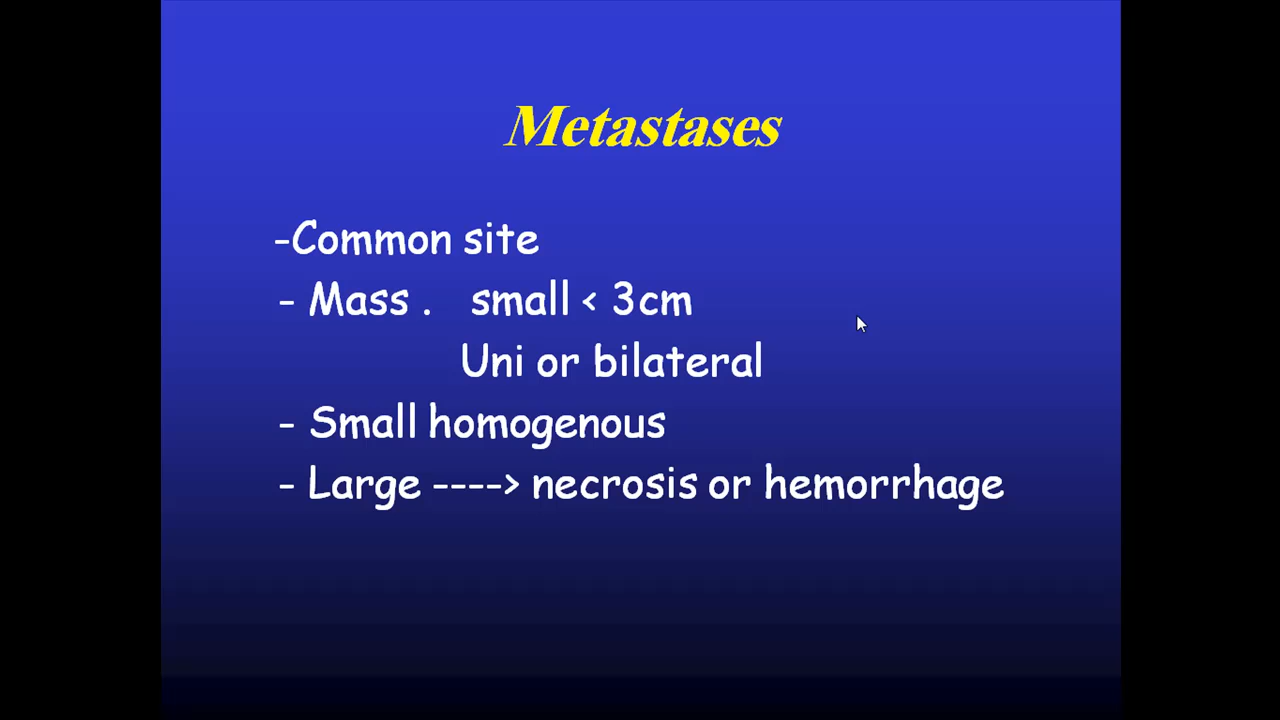 Metastases
-Common site
- Mass .   small < 3cm
Uni or bilateral
- Small homogenous
- Large ----> necrosis or hemorrhage